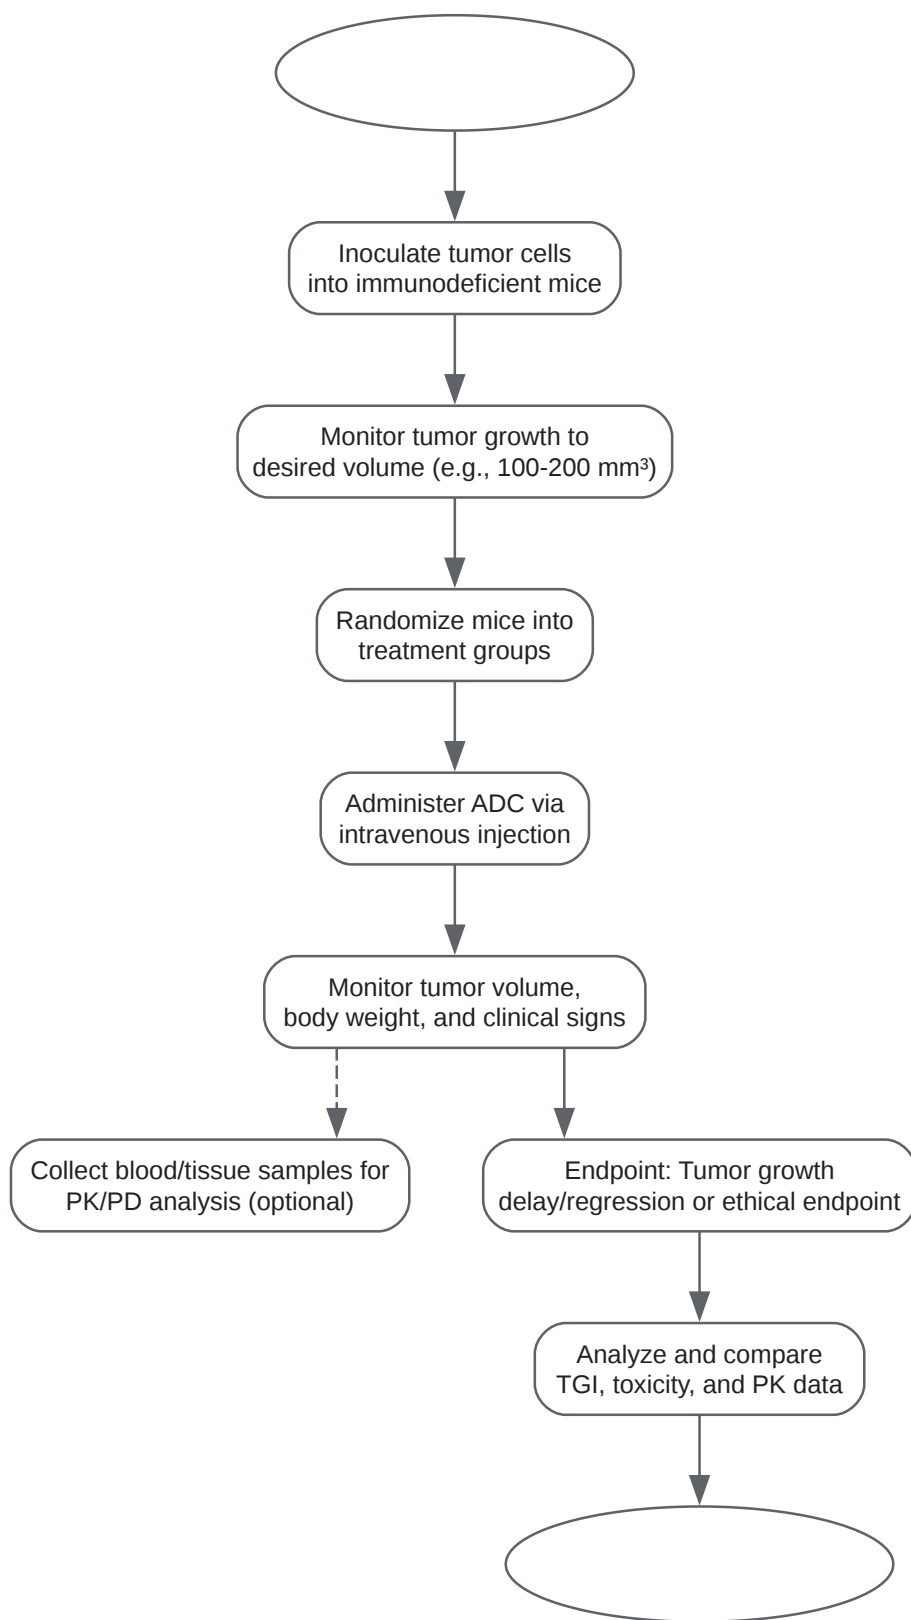 Inoculate tumor cells
into immunodeficient mice
Monitor tumor growth to
desired volume (e.g., 100-200 mm³)
Randomize mice into
treatment groups
Administer ADC via
intravenous injection
Monitor tumor volume,
body weight, and clinical signs
Collect blood/tissue samples for
PK/PD analysis (optional)
Endpoint: Tumor growth
delay/regression or ethical endpoint
Analyze and compare
TGI, toxicity, and PK data